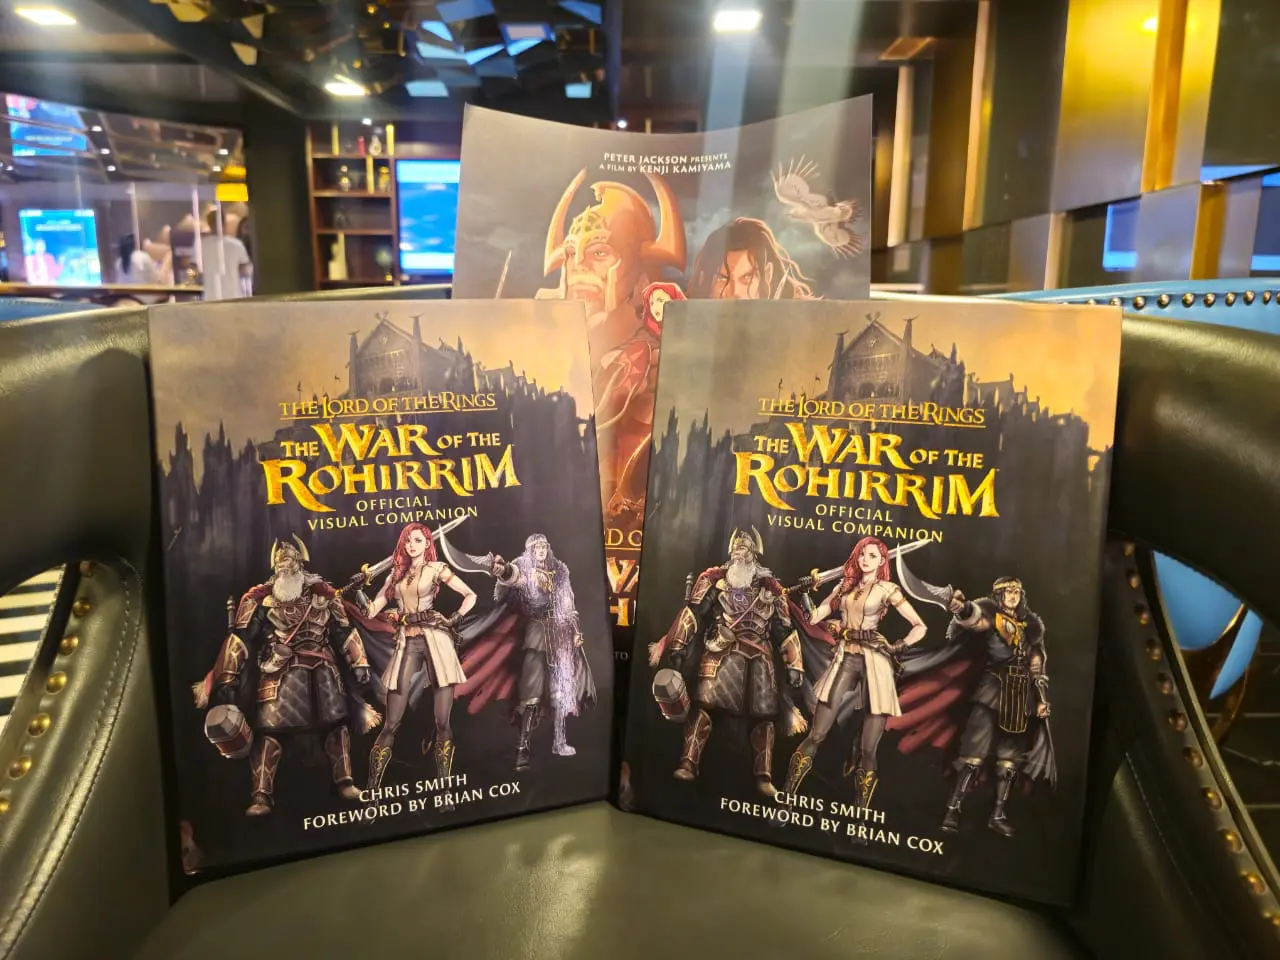 PETER JACKSON PRESENTS
A FILM BY KENJI KAMIYAMA
THE LORD OF THE RINGS
THE WAR OF THE
ROHIRRIM
OFFICIAL
VISUAL COMPANION
CHRIS SMITH
FOREWORD BY BRIAN COX
THE LORD OF THE RINGS
THE WAR OF THE
ROHIRRIM
OFFICIAL
VISUAL COMPANION
CHRIS SMITH
FOREWORD BY BRIAN COX